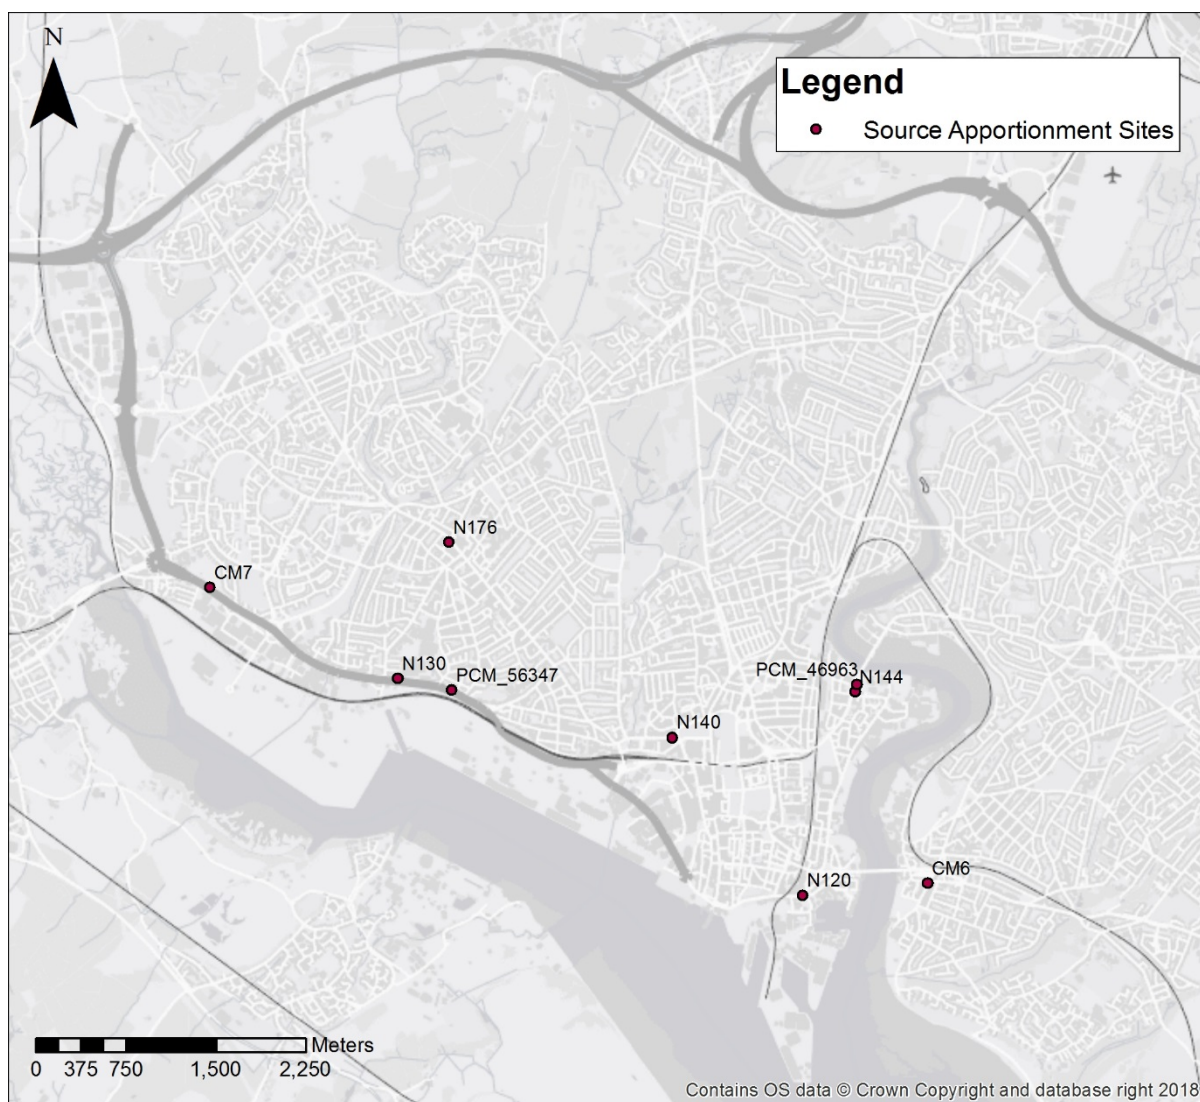 N
Legend
Source Apportionment Sites
N176
CM7
N130
PCM_56347
PCM_46963
N144
N140
N120
CM6
Meters
0 375 750 1,500 2,250
Contains OS data © Crown Copyright and database right 2018